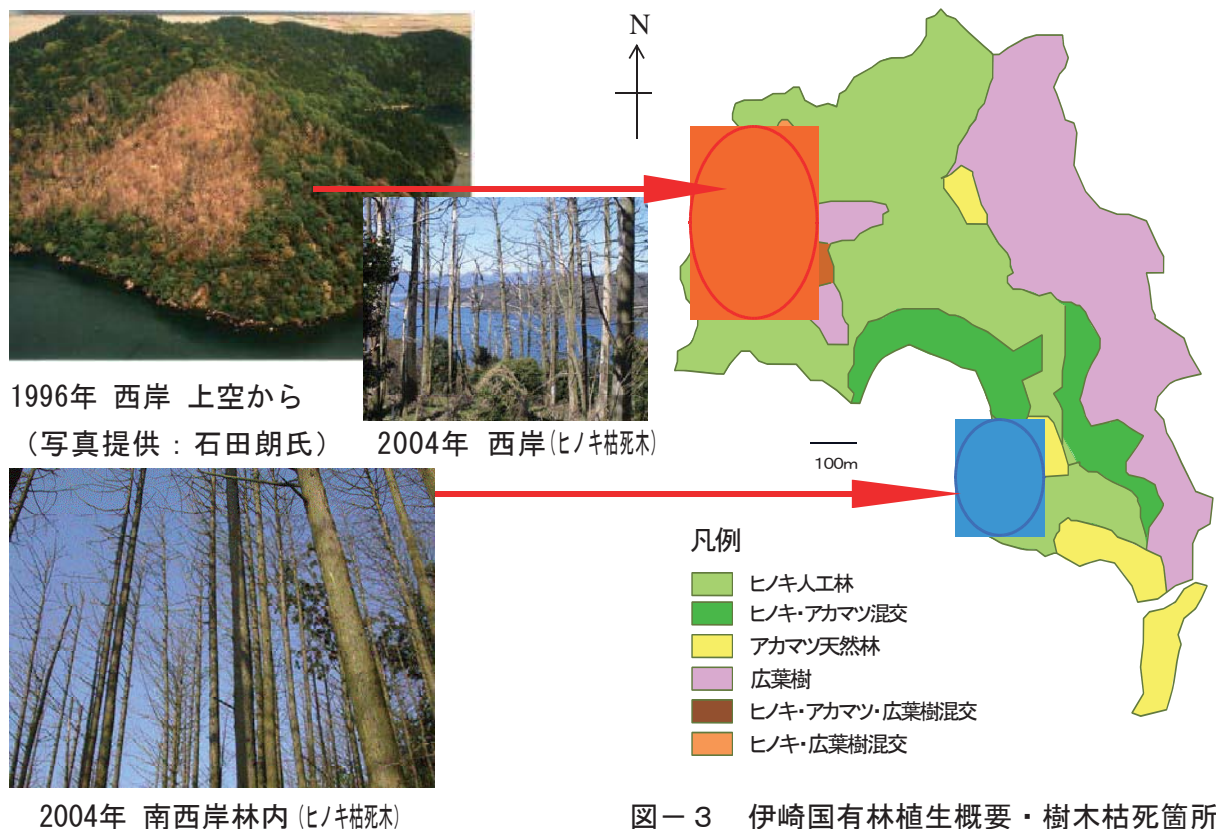 N
1996年 西岸 上空から
（写真提供：石田朗氏）
2004年 西岸(ヒノキ枯死木)
100m
凡例
ヒノキ人工林
ヒノキ・アカマツ混交
アカマツ天然林
広葉樹
ヒノキ・アカマツ・広葉樹混交
ヒノキ・広葉樹混交
2004年 南西岸林内(ヒノキ枯死木)
図－３ 伊崎国有林植生概要・樹木枯死箇所